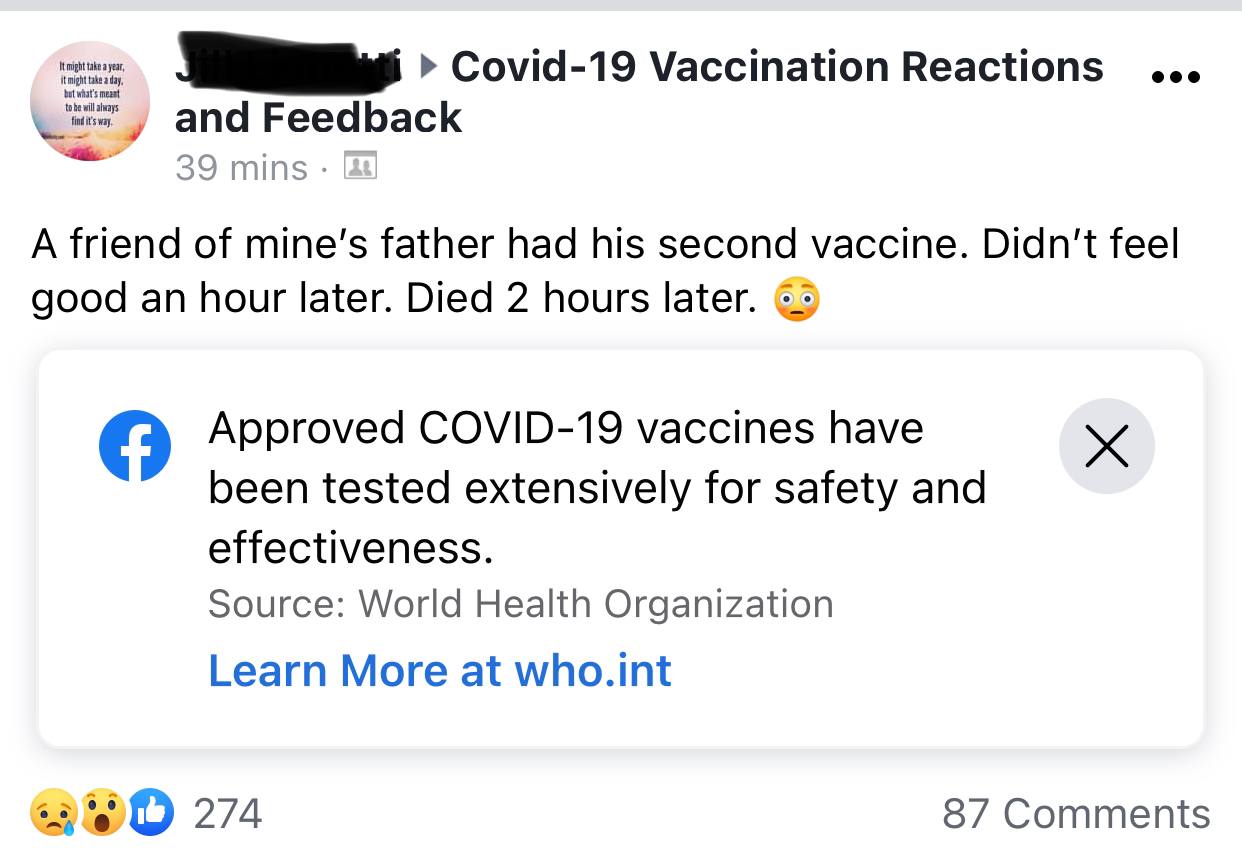 It might take a year,
it might take a day,
but what's meant
to be will always
find it's way.
Covid-19 Vaccination Reactions
and Feedback
39 mins ·
A friend of mine's father had his second vaccine. Didn't feel
good an hour later. Died 2 hours later. 😳
Approved COVID-19 vaccines have
been tested extensively for safety and
effectiveness.
Source: World Health Organization
Learn More at who.int
274
87 Comments